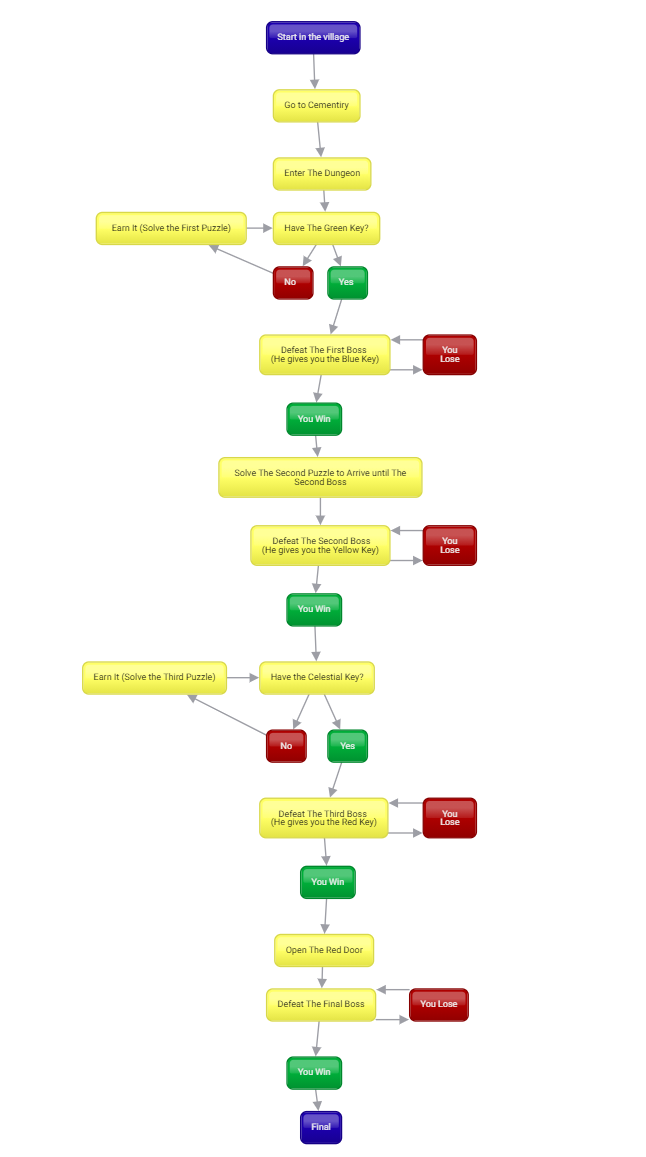 Start in the village
Go to Cementiry
Enter The Dungeon
Earn It (Solve the First Puzzle)
Have The Green Key?
No
Yes
Defeat The First Boss
(He gives you the Blue Key)
You
Lose
You Win
Solve The Second Puzzle to Arrive until The
Second Boss
Defeat The Second Boss
(He gives you the Yellow Key)
You
Lose
You Win
Earn It (Solve the Third Puzzle)
Have the Celestial Key?
No
Yes
Defeat The Third Boss
(He gives you the Red Key)
You
Lose
You Win
Open The Red Door
Defeat The Final Boss
You Lose
You Win
Final